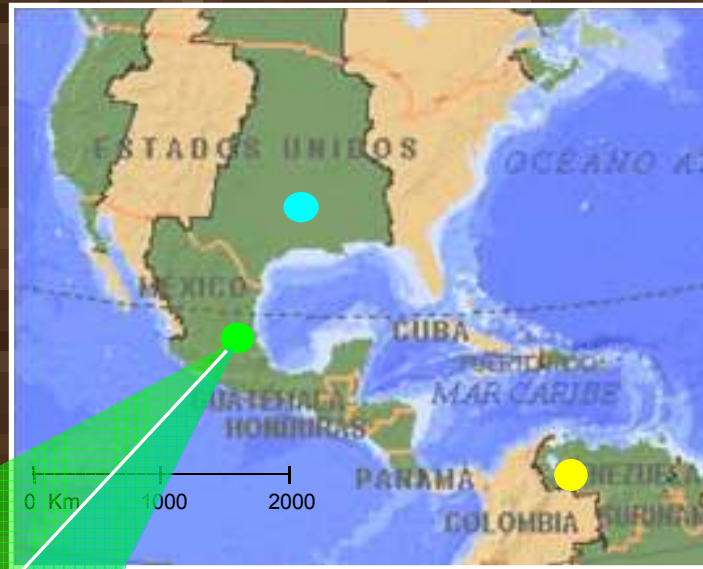 ESTADOS UNIDOS
OCEANO A
MEXICO
CUBA
MAR CARIBE
GUATEMALA
HONDURAS
PANAMA
COLOMBIA
0 Km 1000 2000